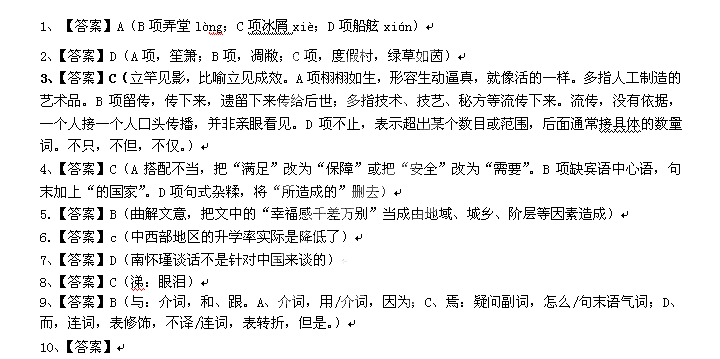 1、【答案】A（B项弄堂 lòng；C项冰屑 xiè；D项船舷 xián）
2、【答案】D（A项，笙箫；B项，凋敝；C项，度假村，绿草如茵）
3、【答案】C（立竿见影，比喻立见成效。A项栩栩如生，形容生动逼真，就像活的一样。多指人工制造的
艺术品。B项留传，传下来，遗留下来传给后世；多指技术、技艺、秘方等流传下来。流传，没有依据，
一个人接一个人口头传播，并非亲眼看见。D项不止，表示超出某个数目或范围，后面通常接具体的数量
词。不只，不但，不仅。）
4、【答案】C（A搭配不当，把“满足”改为“保障”或把“安全”改为“需要”。B项缺宾语中心语，句
末加上“的国家”。D项句式杂糅，将“所造成的”删去）
5.【答案】B（曲解文意，把文中的“幸福感千差万别”当成由地域、城乡、阶层等因素造成）
6.【答案】c（中西部地区的升学率实际是降低了）
7、【答案】D（南怀瑾谈话不是针对中国来谈的）
8、【答案】C（涕：眼泪）
9、【答案】B（与：介词，和、跟。A、介词，用/介词，因为；C、焉：疑问副词，怎么/句末语气词；D、
而，连词，表修饰，不译/连词，表转折，但是。）
10、【答案】